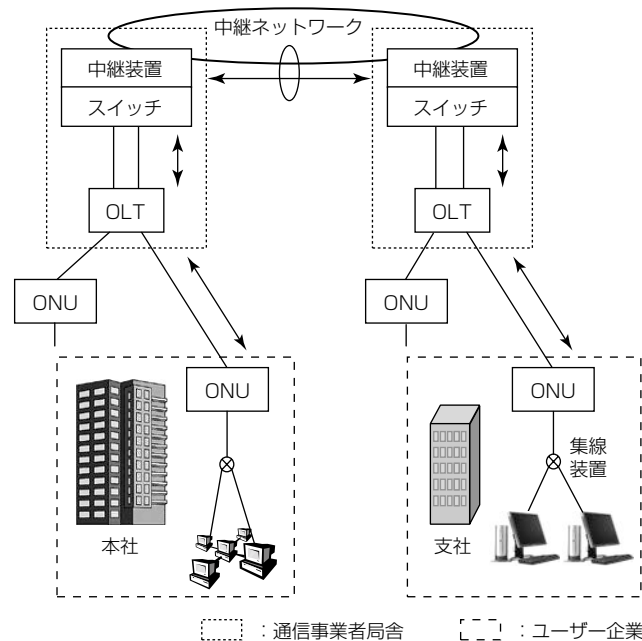 中継ネットワーク
中継装置
スイッチ
中継装置
スイッチ
OLT
OLT
ONU
ONU
ONU
ONU
集線
装置
本社
支社
：通信事業者局舎
：ユーザー企業